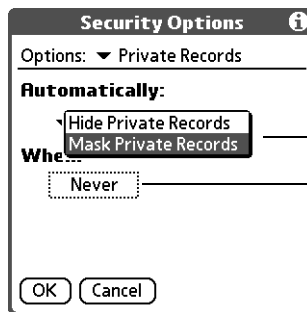 Security Options
Options: Private Records
Automatically:
Hide Private Records
Mask Private Records
Whe...
Never
OK Cancel